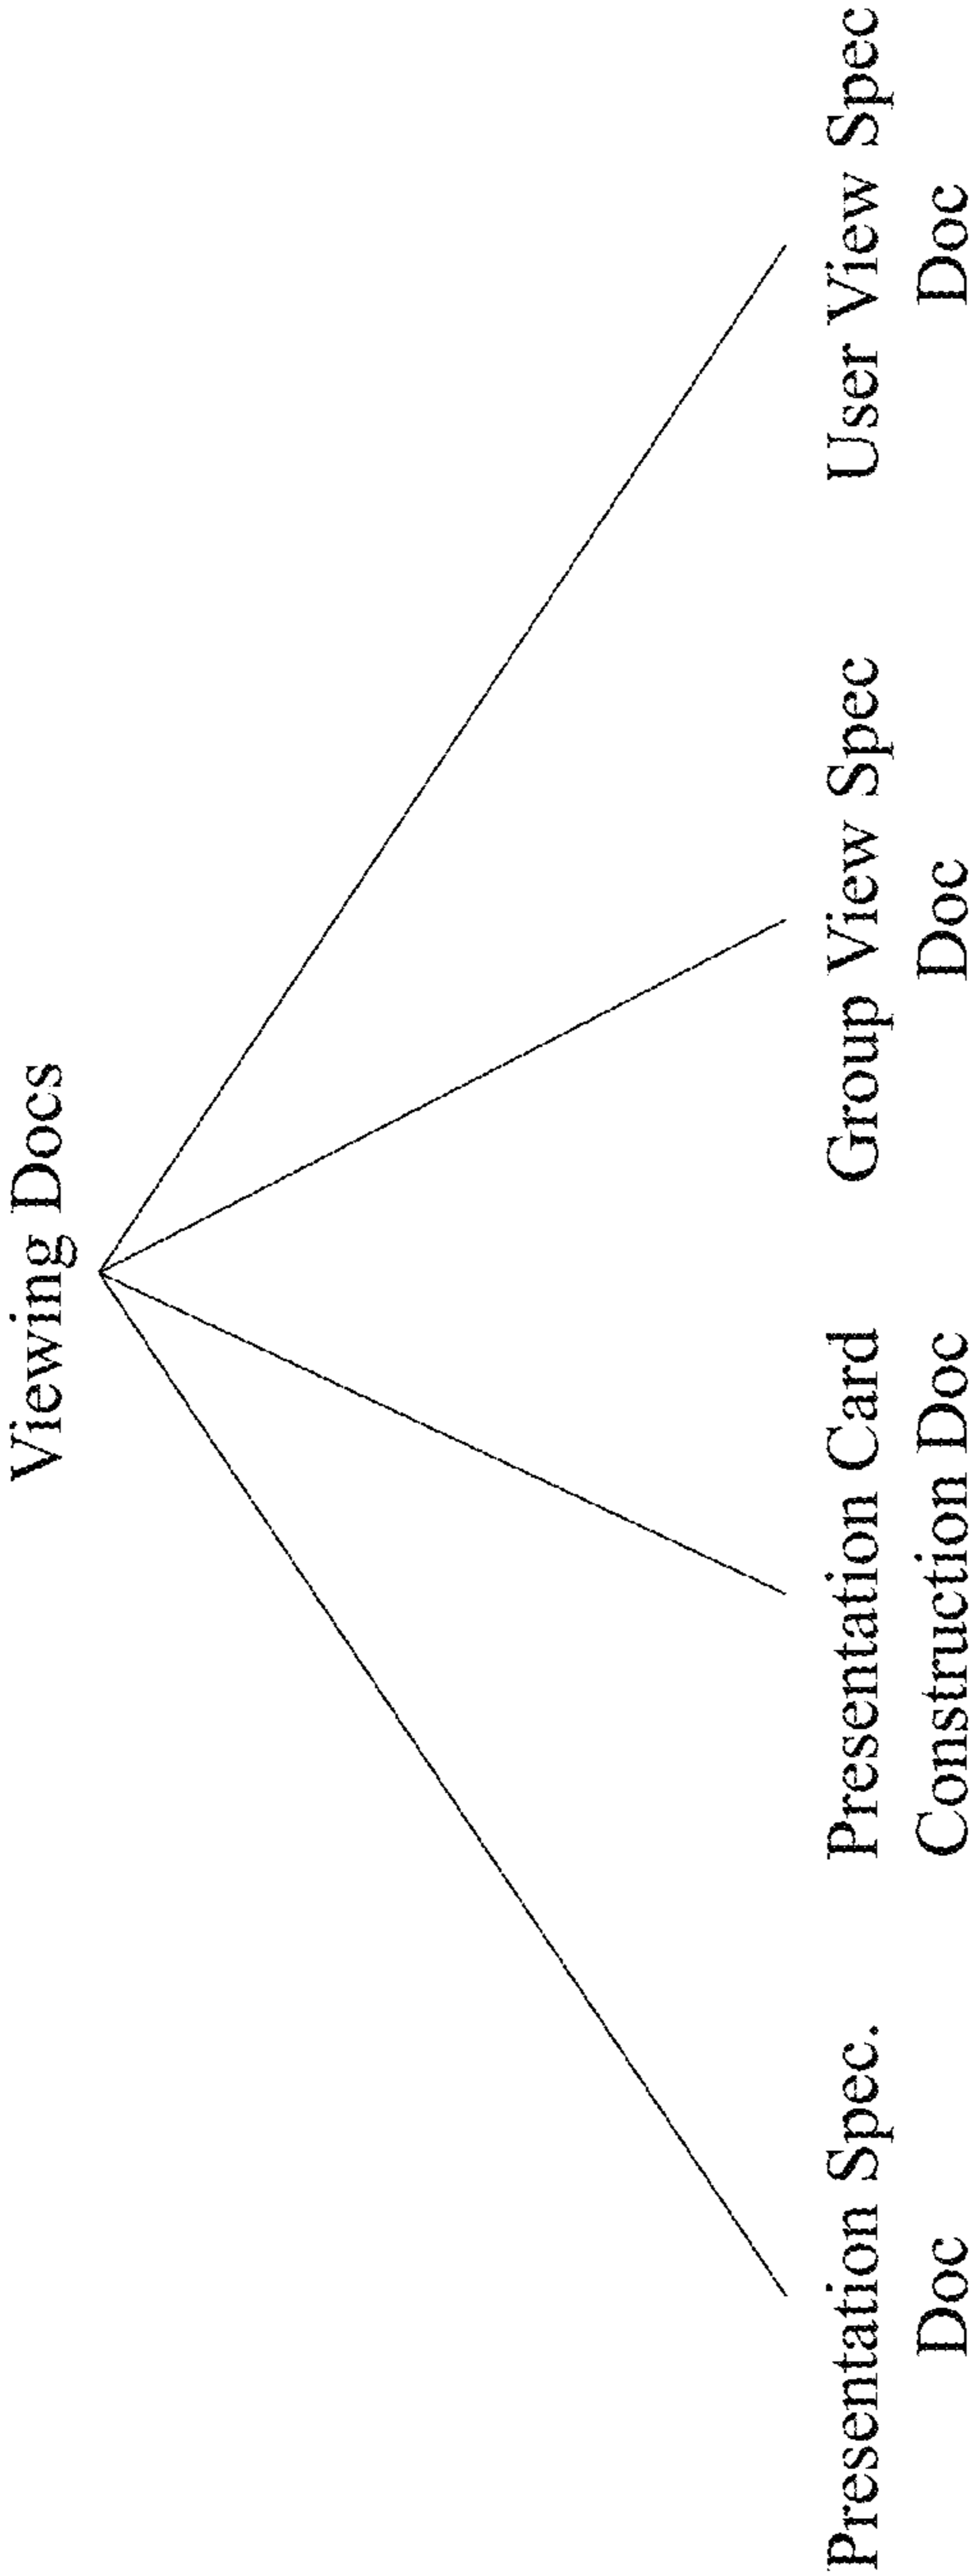 Viewing Docs
Presentation Spec.
Doc
Presentation Card
Construction Doc
Group View Spec
Doc
User View Spec
Doc